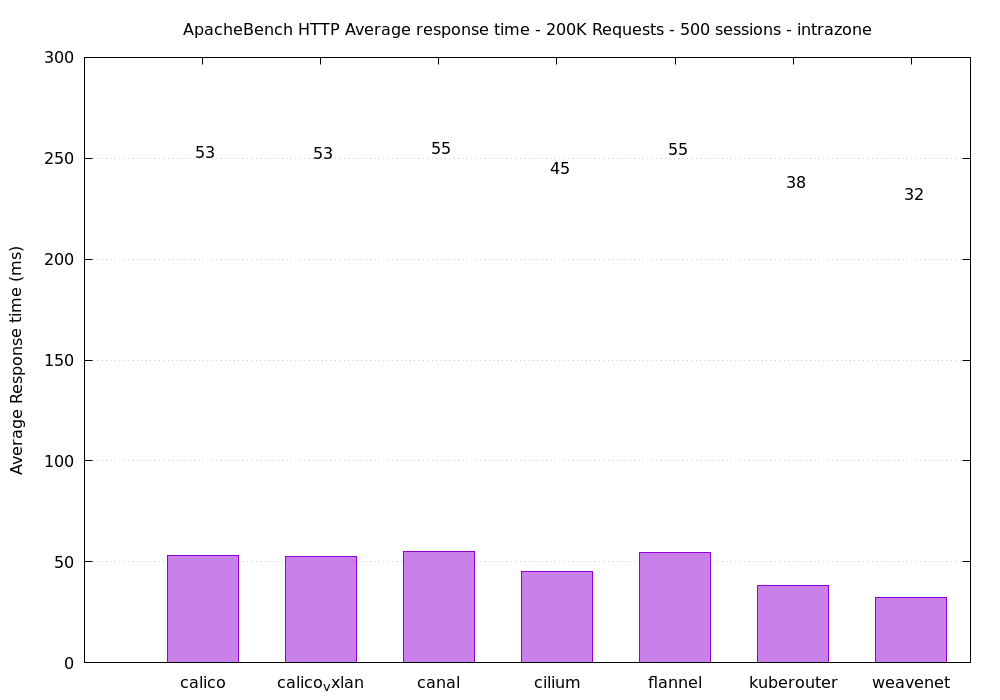 ApacheBench HTTP Average response time - 200K Requests - 500 sessions - intrazone
Average Response time (ms)
300
250
200
150
100
50
0
53
53
55
45
55
38
32
calico
calicovxlan
canal
cilium
flannel
kuberouter
weavenet